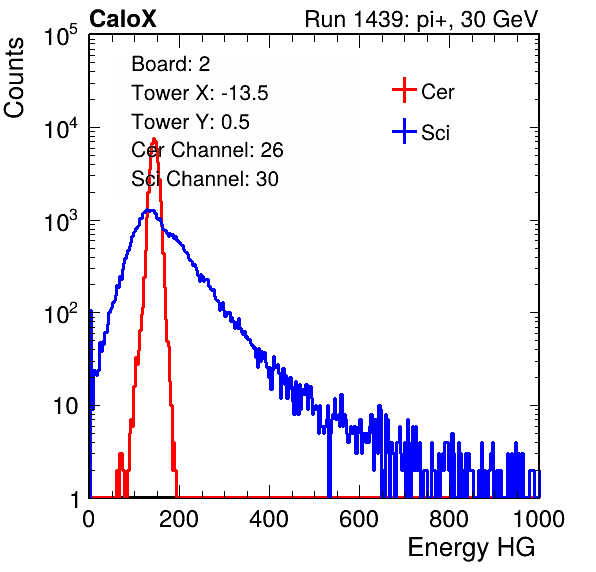 CaloX Run 1439: pi+, 30 GeV
Counts
10^5
10^4
10^3
10^2
10
1
Board: 2
Tower X: -13.5
Tower Y: 0.5
Cer Channel: 26
Sci Channel: 30
Cer
Sci
0 200 400 600 800 1000
Energy HG